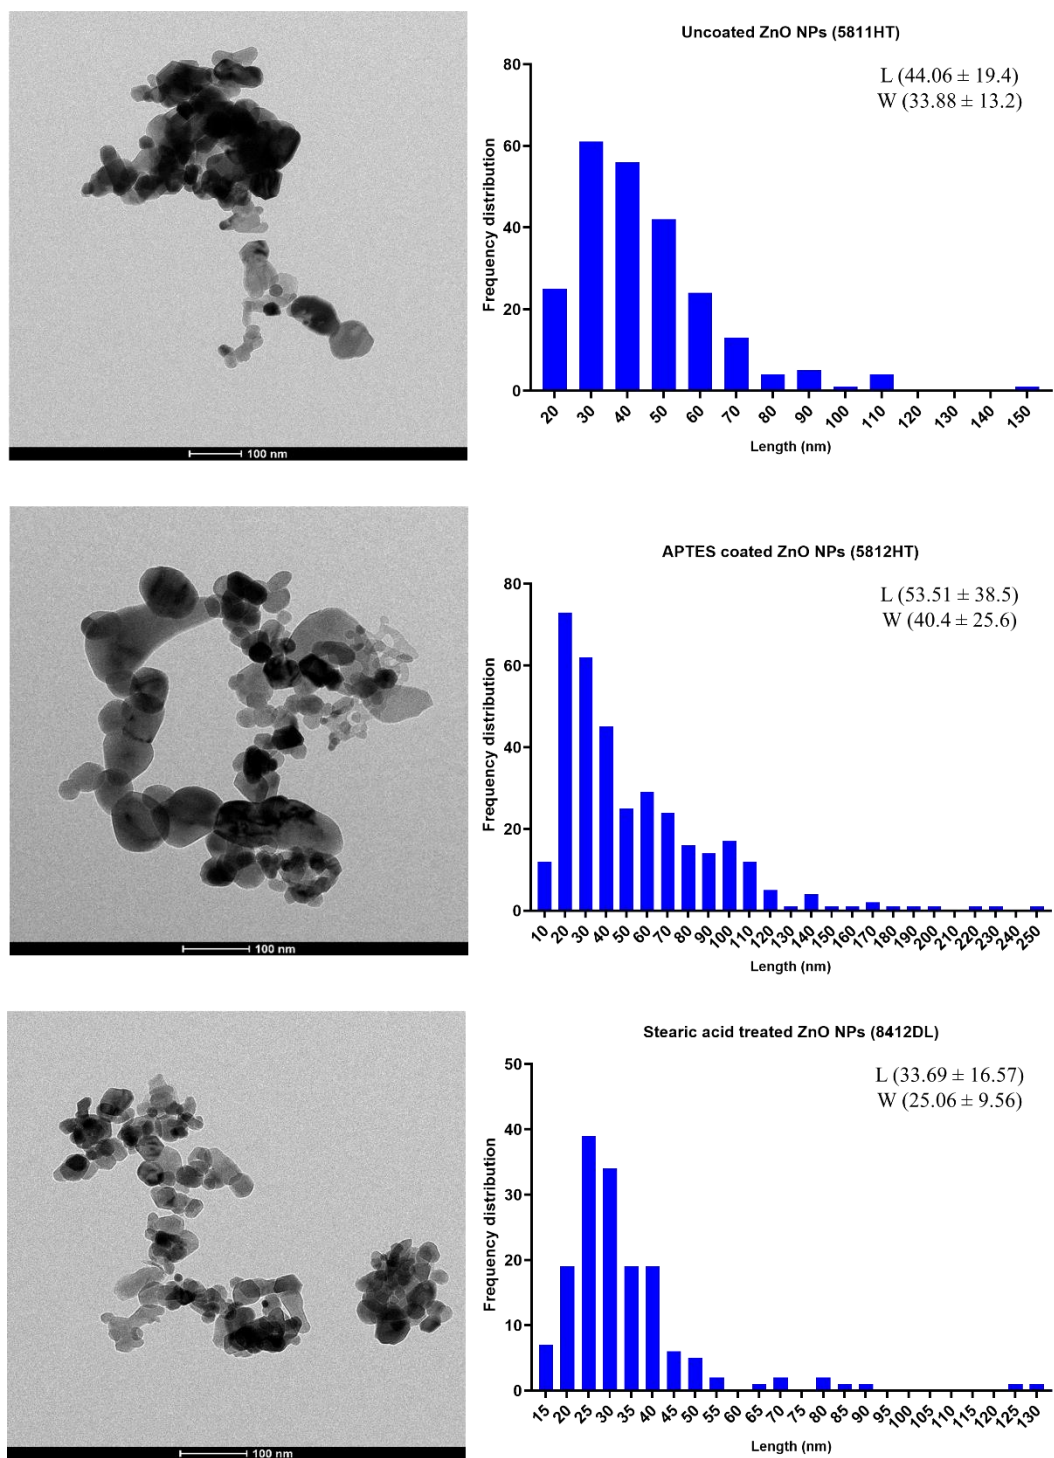 Uncoated ZnO NPs (5811HT)
L (44.06 ± 19.4)
W (33.88 ± 13.2)
Frequency distribution
80
60
40
20
0
20 30 40 50 60 70 80 90 100 110 120 130 140 150
Length (nm)
100 nm
APTES coated ZnO NPs (5812HT)
L (53.51 ± 38.5)
W (40.4 ± 25.6)
Frequency distribution
80
60
40
20
0
10 20 30 40 50 60 70 80 90 100 110 120 130 140 150 160 170 180 190 200 210 220 230 240 250
Length (nm)
100 nm
Stearic acid treated ZnO NPs (8412DL)
L (33.69 ± 16.57)
W (25.06 ± 9.56)
Frequency distribution
50
40
30
20
10
0
15 20 25 30 35 40 45 50 55 60 65 70 75 80 85 90 95 100 105 110 115 120 125 130
Length (nm)
100 nm